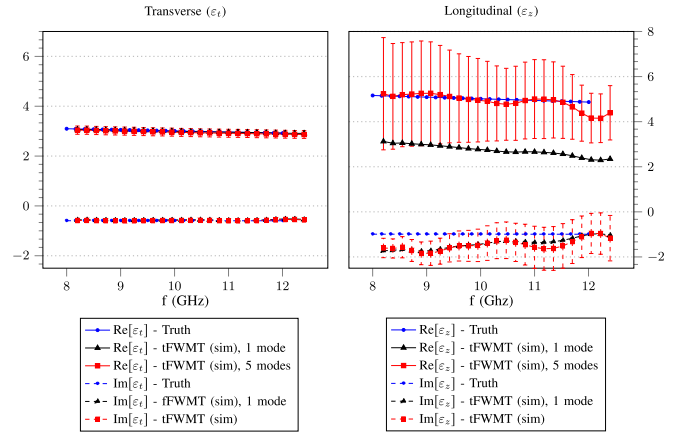 Transverse (εt)
Longitudinal (εz)
6
4
2
0
−2
8
9
10
11
12
f (GHz)
8
6
4
2
0
−2
8
9
10
11
12
f (GHz)
Re[εt] - Truth
Re[εt] - tFWMT (sim), 1 mode
Re[εt] - tFWMT (sim), 5 modes
Im[εt] - Truth
Im[εt] - fFWMT (sim), 1 mode
Im[εt] - tFWMT (sim)
Re[εz] - Truth
Re[εz] - tFWMT (sim), 1 mode
Re[εz] - tFWMT (sim), 5 modes
Im[εz] - Truth
Im[εz] - tFWMT (sim), 1 mode
Im[εz] - tFWMT (sim)